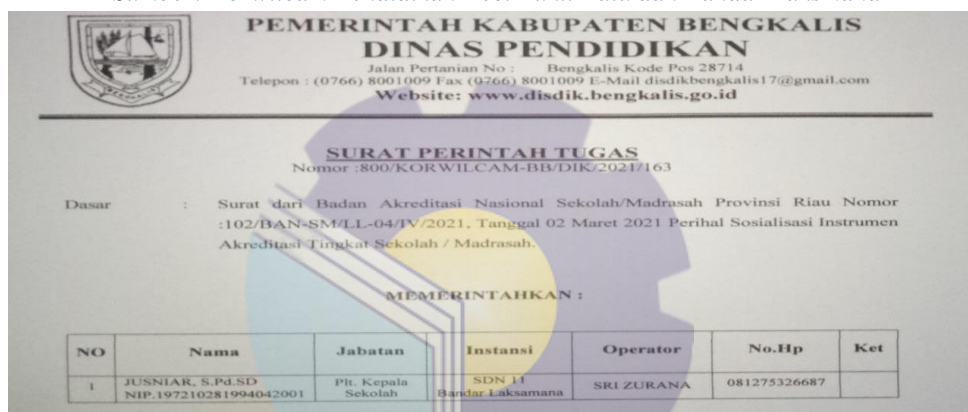 PEMERINTAH KABUPATEN BENGKALIS
DINAS PENDIDIKAN
Jalan Pertanian No : Bengkalis Kode Pos 28714
Telepon : (0766) 8001009 Fax (0766) 8001009 E-Mail disdikbengkalis17@gmail.com
Website: www.disdik.bengkalis.go.id
BENGKALIS
SURAT PERINTAH TUGAS
Nomor :800/KORWILCAM-BB/DIK/2021/163
Dasar : Surat dari Badan Akreditasi Nasional Sekolah/Madrasah Provinsi Riau Nomor
:102/BAN-SM/LL-04/IV/2021, Tanggal 02 Maret 2021 Perihal Sosialisasi Instrumen
Akreditasi Tingkat Sekolah / Madrasah.
MEMERINTAHKAN :
NO Nama Jabatan Instansi Operator No.Hp Ket
1 JUSNIAR, S.Pd.SD Plt. Kepala SDN 11 SRI ZURANA 081275326687
NIP.197210281994042001 Sekolah Bandar Laksamana